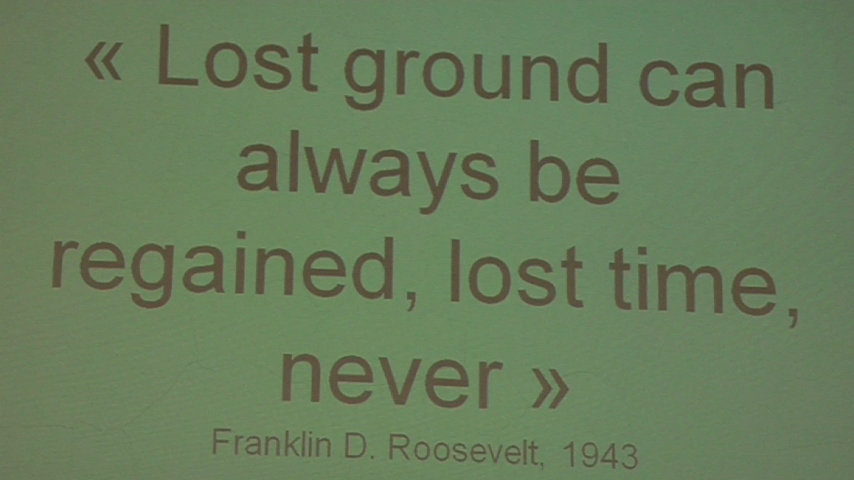 « Lost ground can
always be
regained, lost time,
never »
Franklin D. Roosevelt, 1943